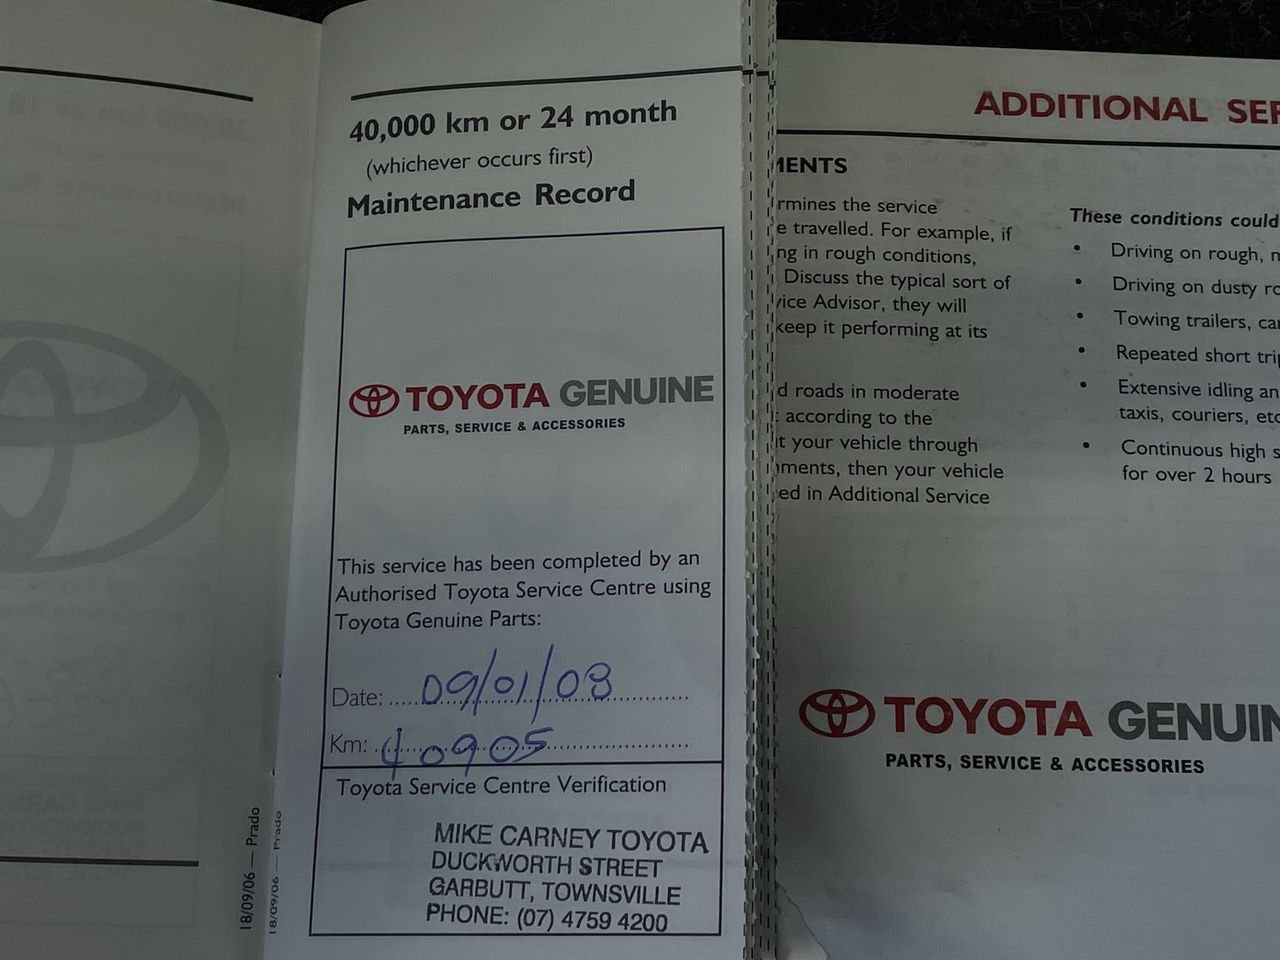 40,000 km or 24 month
(whichever occurs first)
Maintenance Record
TOYOTA GENUINE
PARTS, SERVICE & ACCESSORIES
This service has been completed by an
Authorised Toyota Service Centre using
Toyota Genuine Parts:
Date: 09/01/08
Km: 40905
Toyota Service Centre Verification
MIKE CARNEY TOYOTA
DUCKWORTH STREET
GARBUTT, TOWNSVILLE
PHONE: (07) 4759 4200
18/09/06 — Prado
18/09/06 — Prado
ADDITIONAL SER
MENTS
rmines the service
e travelled. For example, if
ng in rough conditions,
Discuss the typical sort of
vice Advisor, they will
keep it performing at its
d roads in moderate
according to the
t your vehicle through
ments, then your vehicle
ed in Additional Service
These conditions could
• Driving on rough,
• Driving on dusty
• Towing trailers,
• Repeated short
• Extensive idling
taxis, couriers, etc
• Continuous high
for over 2 hours
TOYOTA GENUIN
PARTS, SERVICE & ACCESSORIES